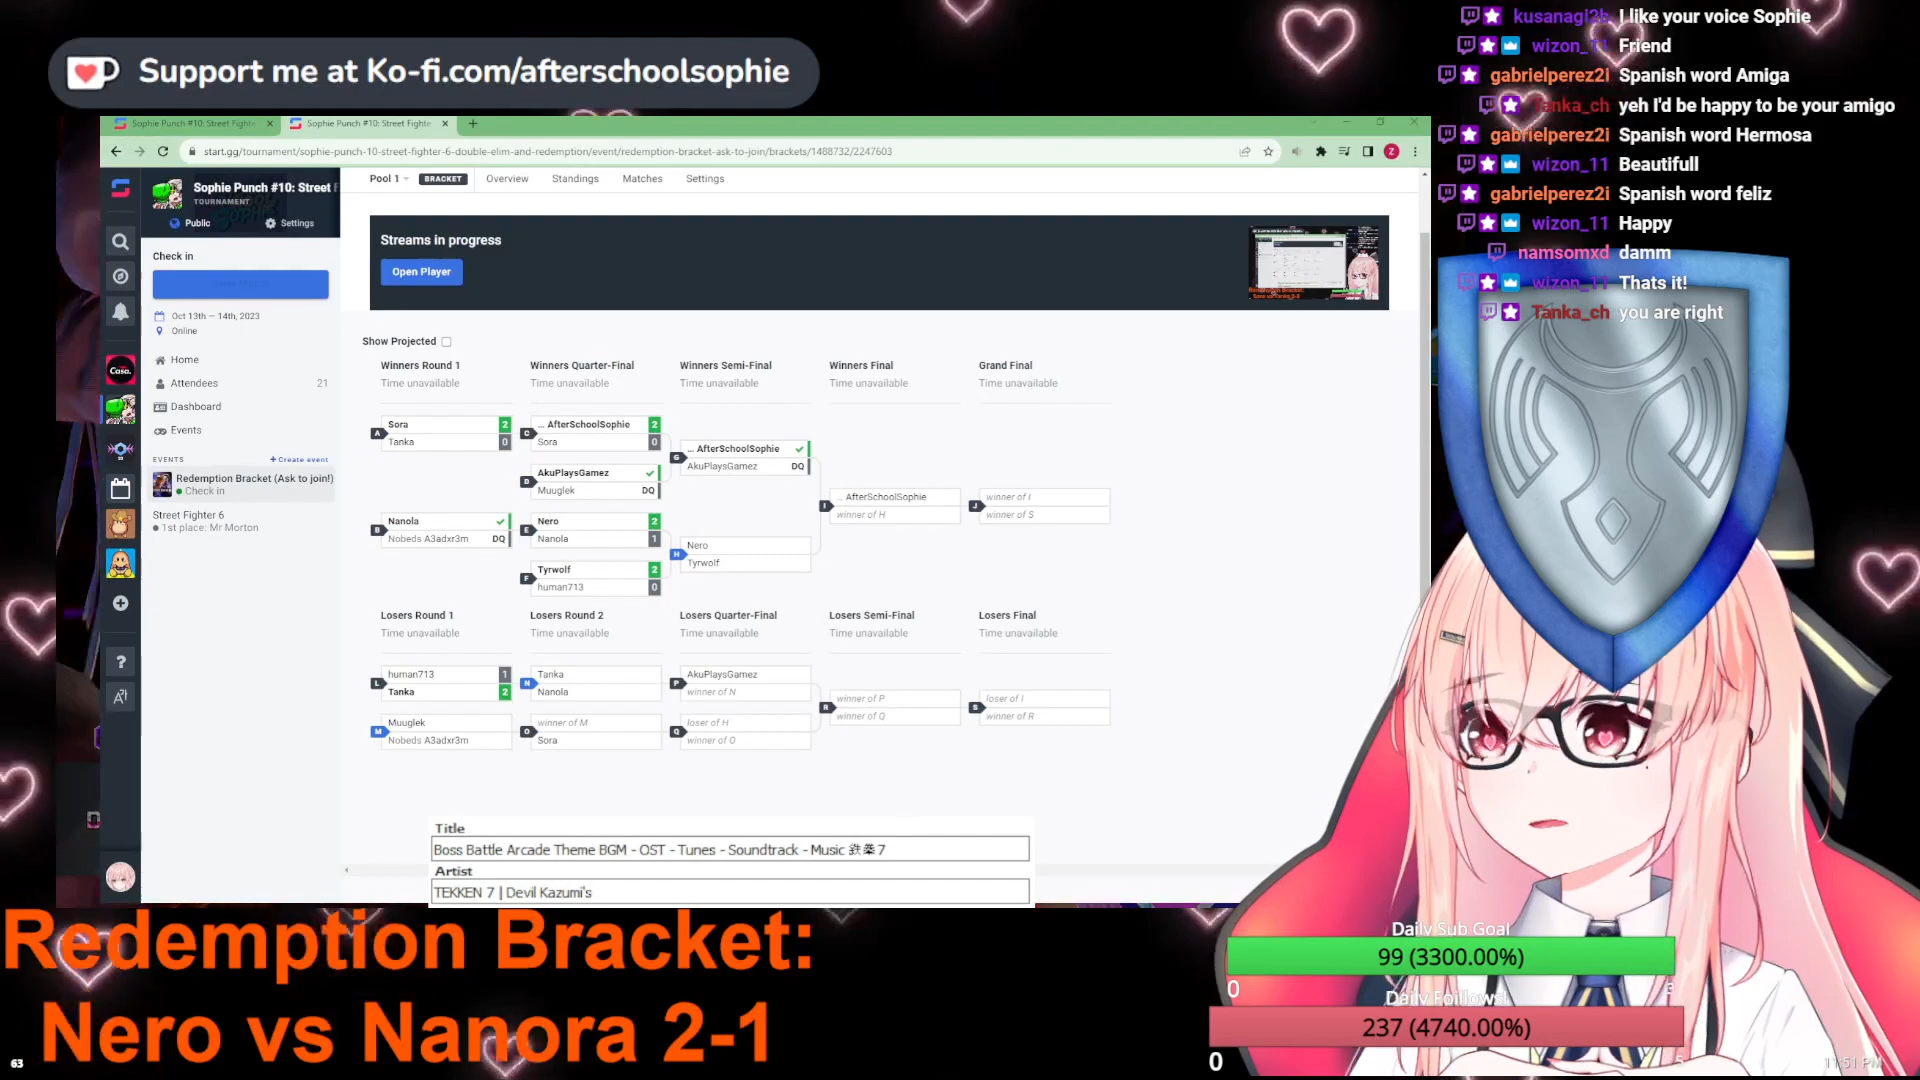 Support me at Ko-fi.com/afterschoolsophie
Sophie Punch #10: Street Fighte
Sophie Punch #10: Street Fighte
start.gg/tournament/sophie-punch-10-street-fighter-6-double-elim-and-redemption/event/redemption-bracket-ask-to-join/brackets/1488732/2247603
Z
Sophie Punch #10: Street F
TOURNAMENT
Public
Settings
Check in
Oct 13th — 14th, 2023
Online
Home
Attendees 21
Dashboard
Events
EVENTS
+ Create event
Redemption Bracket (Ask to join!)
Check in
Street Fighter 6
1st place: Mr Morton
Casa.
?
Pool 1 BRACKET Overview Standings Matches Settings
Streams in progress
Open Player
Show Projected
Winners Round 1
Time unavailable
Winners Quarter-Final
Time unavailable
Winners Semi-Final
Time unavailable
Winners Final
Time unavailable
Grand Final
Time unavailable
A
Sora 2
Tanka 0
B
Nanola
Nobeds A3adxr3m DQ
C
... AfterSchoolSophie 2
Sora 0
D
AkuPlaysGamez
Muuglek DQ
E
Nero 2
Nanola 1
F
Tyrwolf 2
human713 0
G
... AfterSchoolSophie
AkuPlaysGamez DQ
H
Nero
Tyrwolf
I
... AfterSchoolSophie
winner of H
J
winner of I
winner of S
Losers Round 1
Time unavailable
Losers Round 2
Time unavailable
Losers Quarter-Final
Time unavailable
Losers Semi-Final
Time unavailable
Losers Final
Time unavailable
L
human713 1
Tanka 2
M
Muuglek
Nobeds A3adxr3m
N
Tanka
Nanola
O
winner of M
Sora
P
AkuPlaysGamez
winner of N
Q
loser of H
winner of O
R
winner of P
winner of Q
S
loser of I
winner of R
Title
Boss Battle Arcade Theme BGM - OST - Tunes - Soundtrack - Music 鉄拳7
Artist
TEKKEN 7 | Devil Kazumi's
Redemption Bracket:
Nero vs Nanora 2-1
63
kusanagi2b I like your voice Sophie
wizon_11 Friend
gabrielperez2i Spanish word Amiga
Tanka_ch yeh I'd be happy to be your amigo
gabrielperez2i Spanish word Hermosa
wizon_11 Beautifull
gabrielperez2i Spanish word feliz
wizon_11 Happy
namsomxd damm
wizon_11 Thats it!
Tanka_ch you are right
Daily Sub Goal
99 (3300.00%)
0 3
Daily Follows!
237 (4740.00%)
0 5
11:51 PM